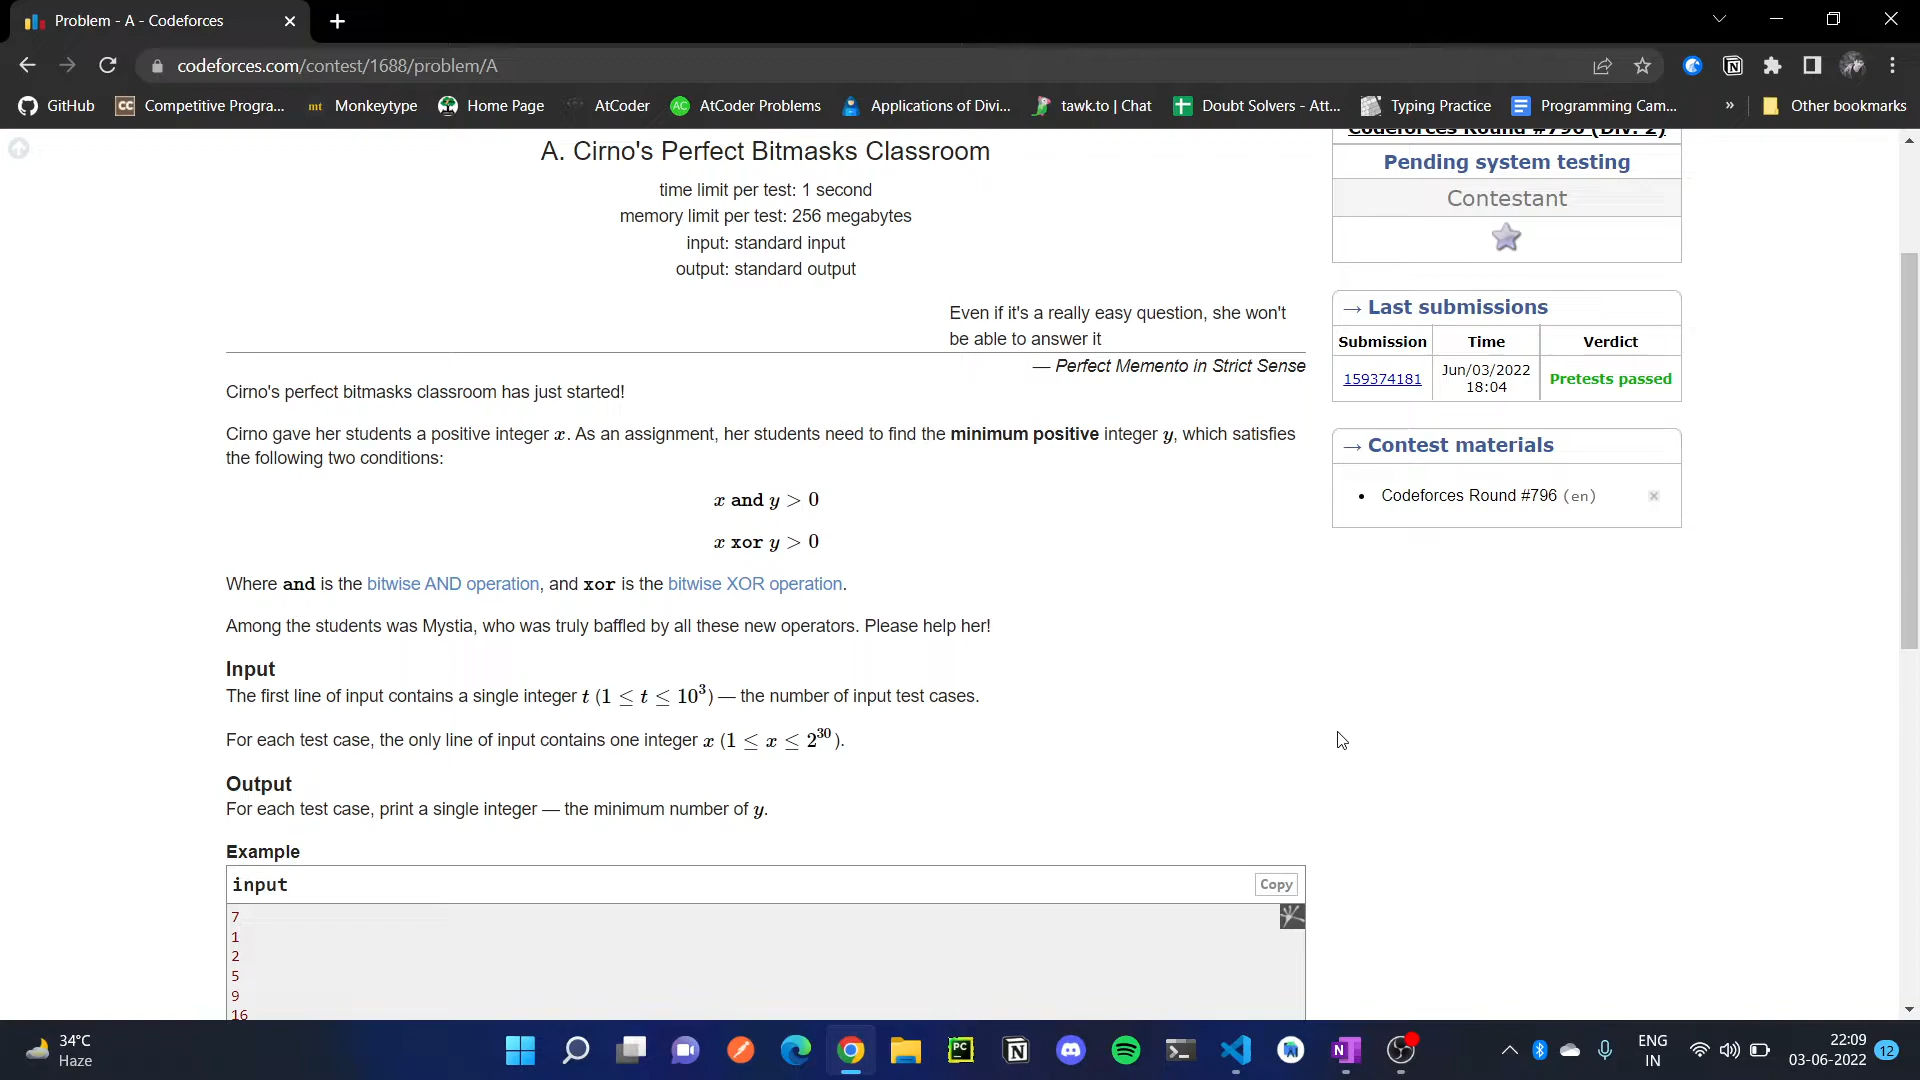 Problem - A - Codeforces
codeforces.com/contest/1688/problem/A
GitHub
CC Competitive Progra...
mt Monkeytype
Home Page
AtCoder
AC AtCoder Problems
Applications of Divi...
tawk.to | Chat
Doubt Solvers - Att...
Typing Practice
Programming Cam...
»
Other bookmarks
A. Cirno's Perfect Bitmasks Classroom
time limit per test: 1 second
memory limit per test: 256 megabytes
input: standard input
output: standard output
Even if it's a really easy question, she won't
be able to answer it
— Perfect Memento in Strict Sense
Cirno's perfect bitmasks classroom has just started!
Cirno gave her students a positive integer x. As an assignment, her students need to find the minimum positive integer y, which satisfies
the following two conditions:
x and y > 0
x xor y > 0
Where and is the bitwise AND operation, and xor is the bitwise XOR operation.
Among the students was Mystia, who was truly baffled by all these new operators. Please help her!
Input
The first line of input contains a single integer t (1 ≤ t ≤ 10³) — the number of input test cases.
For each test case, the only line of input contains one integer x (1 ≤ x ≤ 2³⁰).
Output
For each test case, print a single integer — the minimum number of y.
Example
input
Copy
7
1
2
5
9
16
Codeforces Round #796 (Div. 2)
Pending system testing
Contestant
→ Last submissions
Submission Time Verdict
159374181 Jun/03/2022 18:04 Pretests passed
→ Contest materials
• Codeforces Round #796 (en) ×
34°C
Haze
PC
ENG
IN
22:09
03-06-2022
12